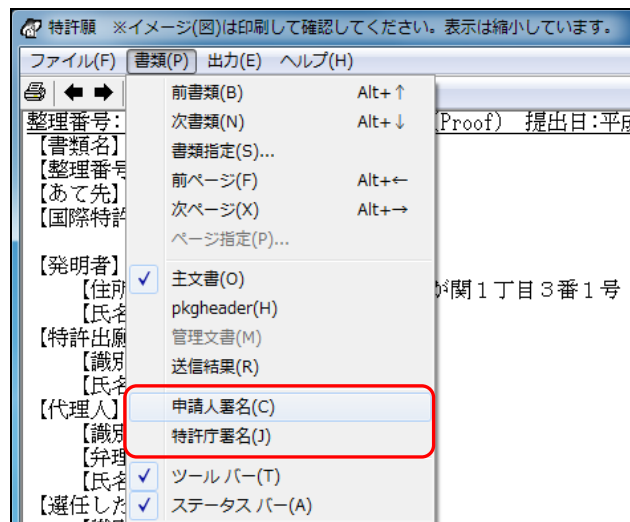 特許願 ※イメージ(図)は印刷して確認してください。表示は縮小しています。
ファイル(F) 書類(P) 出力(E) ヘルプ(H)
前書類(B) Alt+↑
整理番号: 次書類(N) Alt+↓ (Proof) 提出日:平成
【書類名】 書類指定(S)...
【整理番号 前ページ(F) Alt+←
【あて先】 次ページ(X) Alt+→
【国際特許 ページ指定(P)...
【発明者】 主文書(O)
【住所 pkgheader(H) が関1丁目3番1号
【氏名
【特許出願 管理文書(M)
【識別 送信結果(R)
【氏名
【代理人】 申請人署名(C)
【識別 特許庁署名(J)
【弁理
【氏名 ツール バー(T)
【選任した ステータス バー(A)